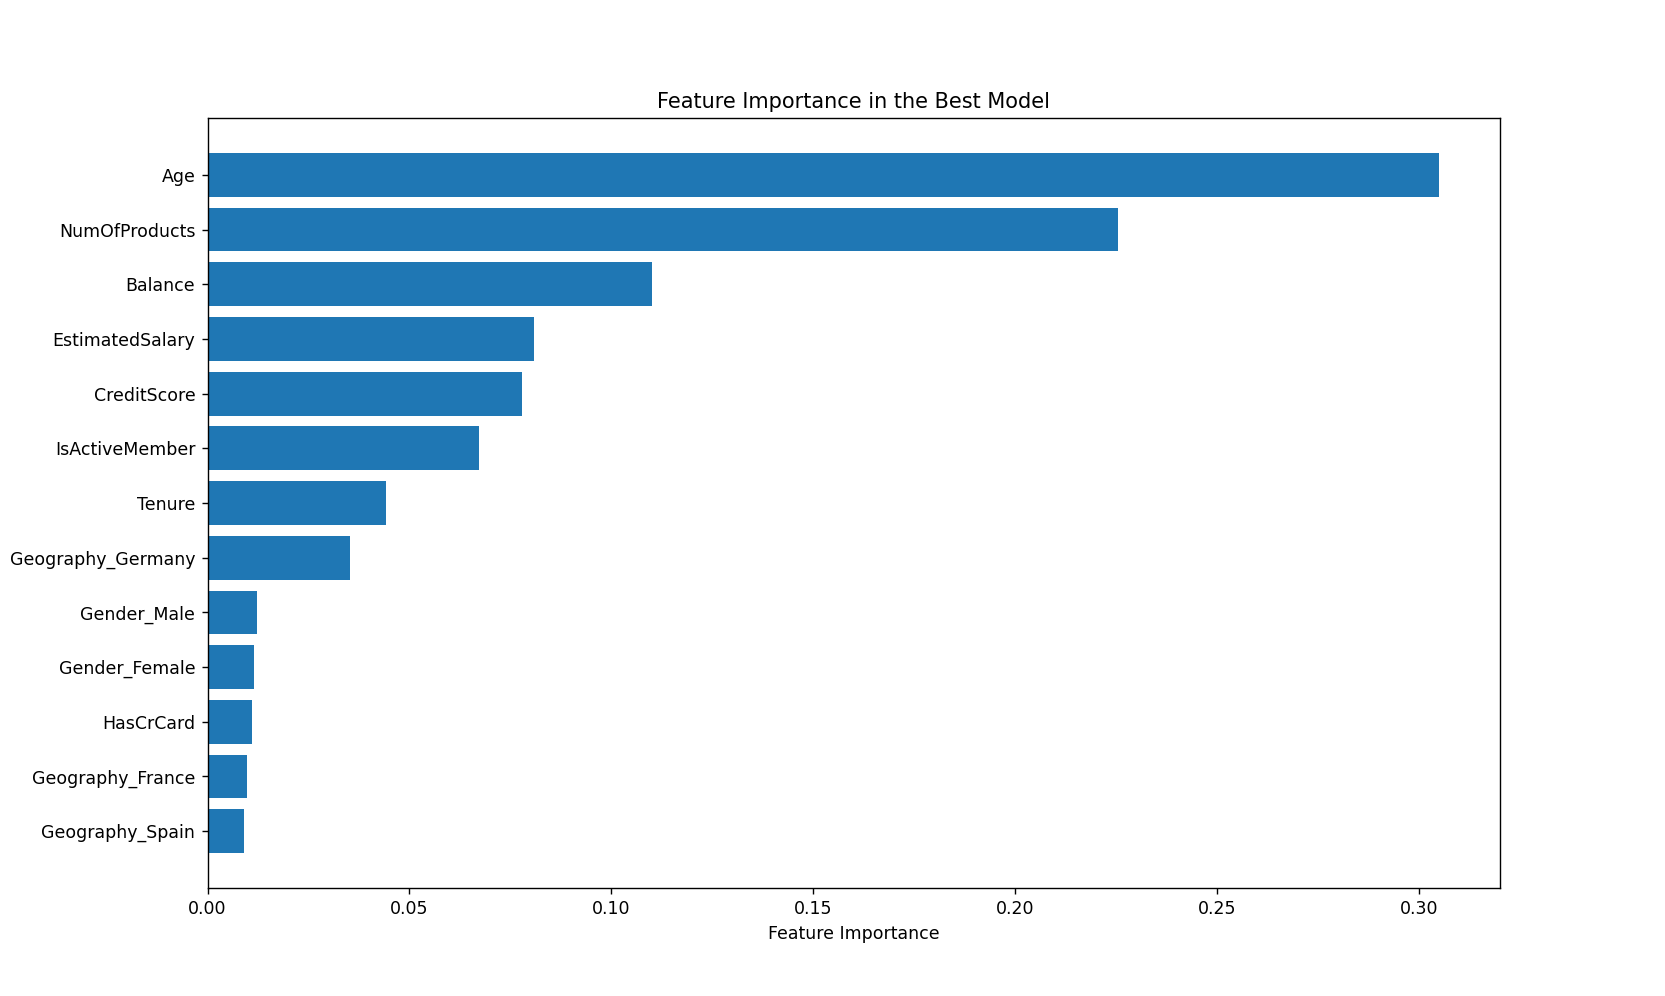 Feature Importance in the Best Model
Age
NumOfProducts
Balance
EstimatedSalary
CreditScore
IsActiveMember
Tenure
Geography_Germany
Gender_Male
Gender_Female
HasCrCard
Geography_France
Geography_Spain
0.00 0.05 0.10 0.15 0.20 0.25 0.30
Feature Importance